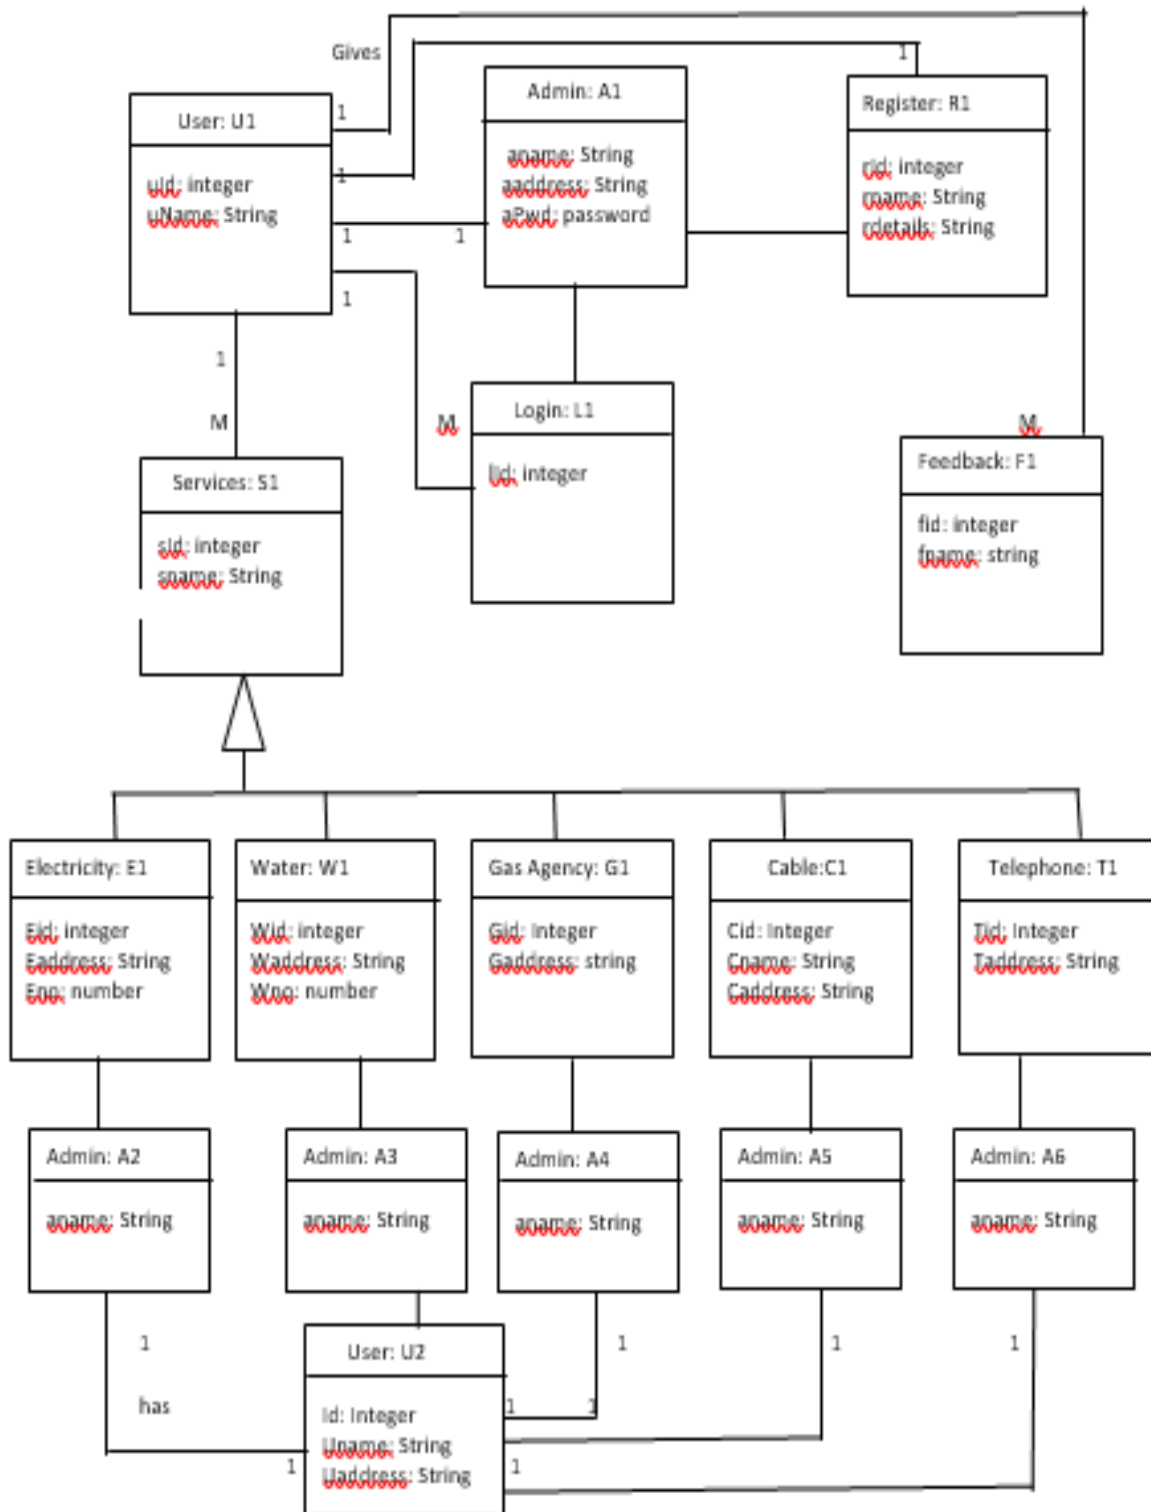 Gives
1
User: U1
uId: integer
uName: String
1
1
1 1
1
Admin: A1
aname: String
aaddress: String
aPwd: password
Register: R1
rId: integer
rname: String
rdetails: String
1
M
Services: S1
sId: integer
sname: String
M
Login: L1
lId: integer
M
Feedback: F1
fid: integer
fname: string
Electricity: E1
Eid: integer
Eaddress: String
Eno: number
Water: W1
Wid: integer
Waddress: String
Wno: number
Gas Agency: G1
Gid: Integer
Gaddress: string
Cable:C1
Cid: Integer
Cname: String
Caddress: String
Telephone: T1
Tid: Integer
Taddress: String
Admin: A2
aname: String
Admin: A3
aname: String
Admin: A4
aname: String
Admin: A5
aname: String
Admin: A6
aname: String
1
has
1
User: U2
Id: Integer
Uname: String
Uaddress: String
1 1
1
1
1
1